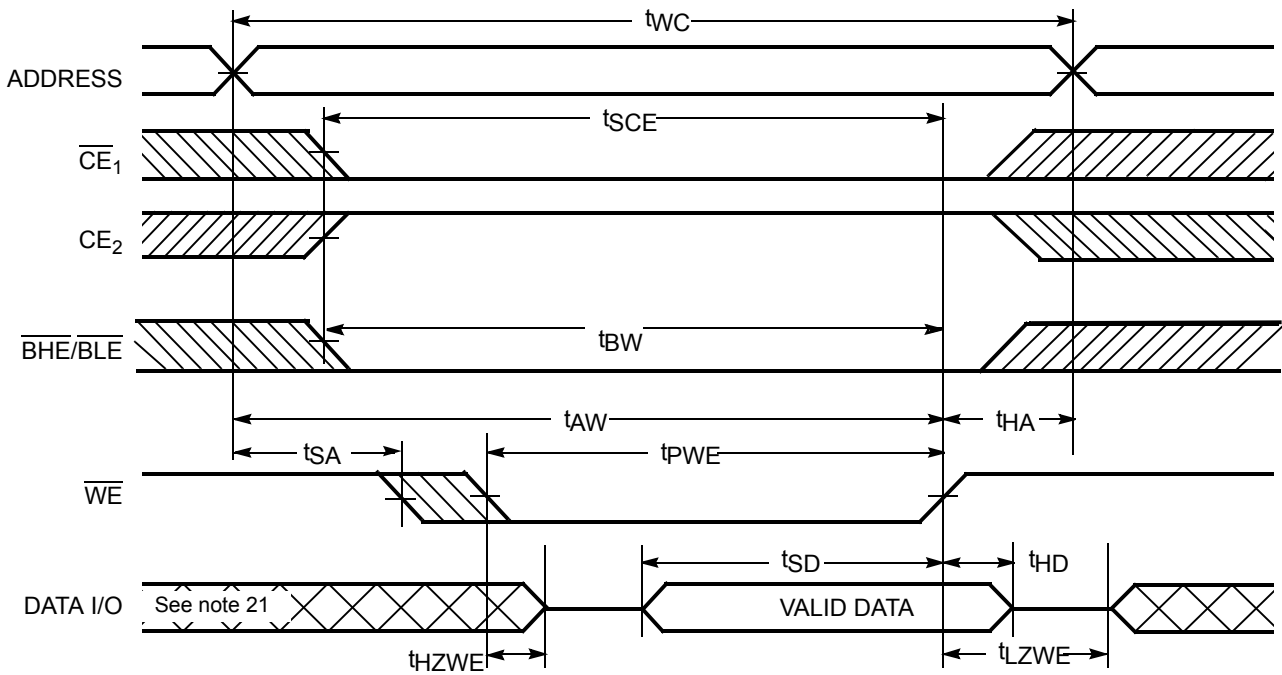 tWC
ADDRESS
tSCE
CE1
CE2
tBW
BHE/BLE
tAW
tHA
tSA
tPWE
WE
tSD
tHD
DATA I/O
See note 21
VALID DATA
tHZWE
tLZWE